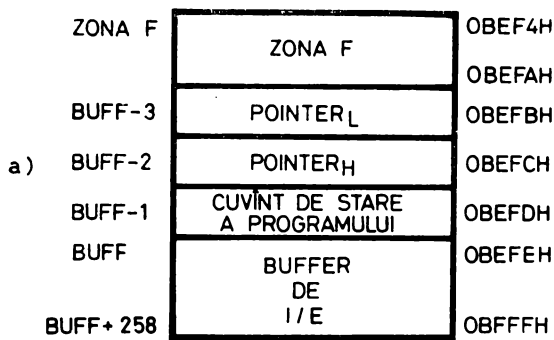 ZONA F ZONA F OBEF4H
OBEFAH
BUFF-3 POINTERL OBEFBH
a) BUFF-2 POINTERH OBEFCH
BUFF-1 CUVÎNT DE STARE A PROGRAMULUI OBEFDH
BUFF BUFFER OBEFEH
DE
BUFF+258 I/E OBFFFH